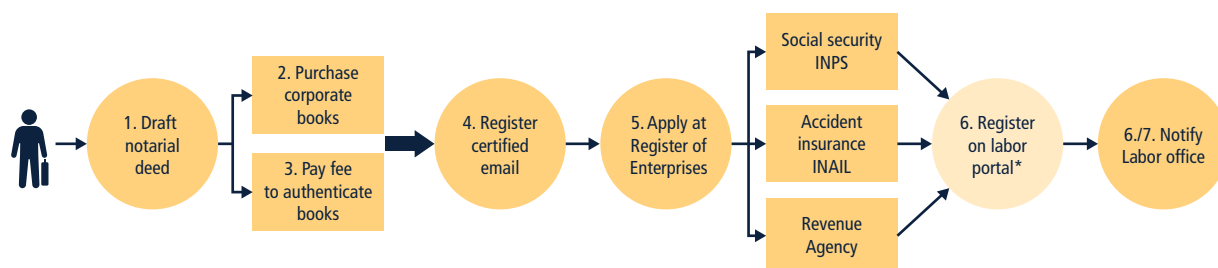 1. Draft
notarial
deed
2. Purchase
corporate
books
3. Pay fee
to authenticate
books
4. Register
certified
email
5. Apply at
Register of
Enterprises
Social security
INPS
Accident
insurance
INAIL
Revenue
Agency
6. Register
on labor
portal*
6./7. Notify
Labor office